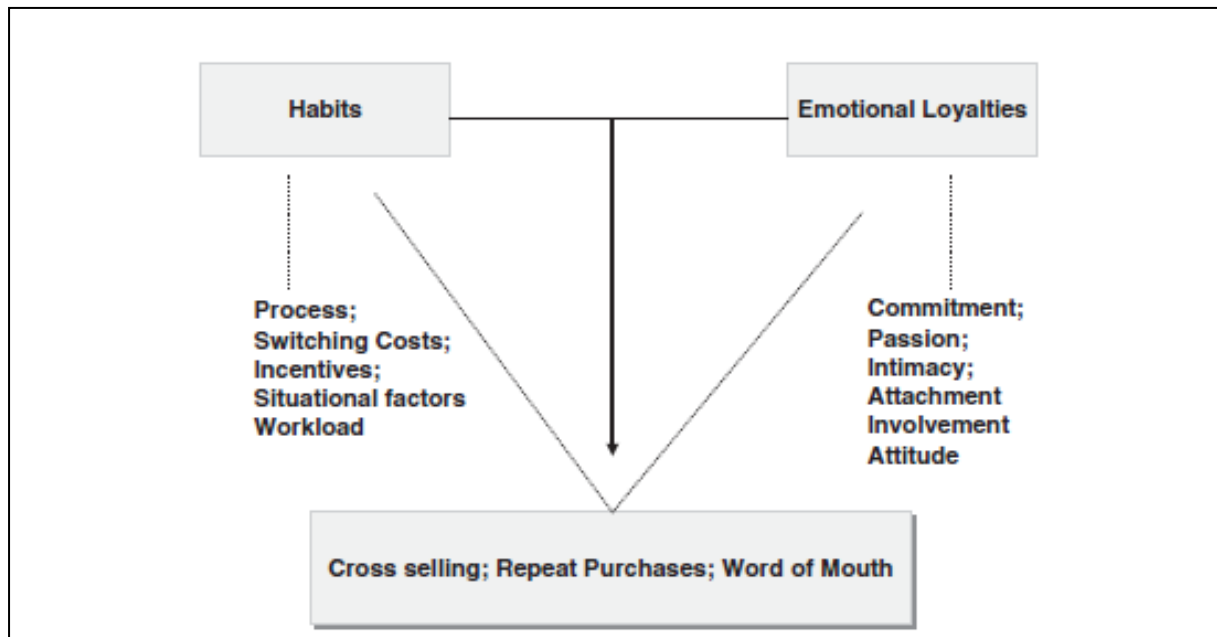 Habits
Emotional Loyalties
Process;
Switching Costs;
Incentives;
Situational factors
Workload
Commitment;
Passion;
Intimacy;
Attachment
Involvement
Attitude
Cross selling; Repeat Purchases; Word of Mouth